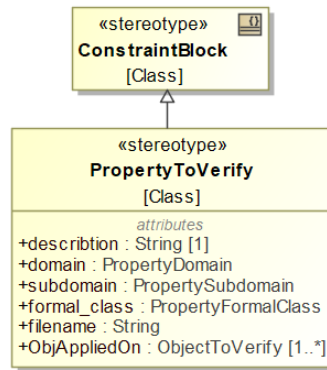 «stereotype»
ConstraintBlock
[Class]
«stereotype»
PropertyToVerify
[Class]
attributes
+describtion : String [1]
+domain : PropertyDomain
+subdomain : PropertySubdomain
+formal_class : PropertyFormalClass
+filename : String
+ObjAppliedOn : ObjectToVerify [1..*]